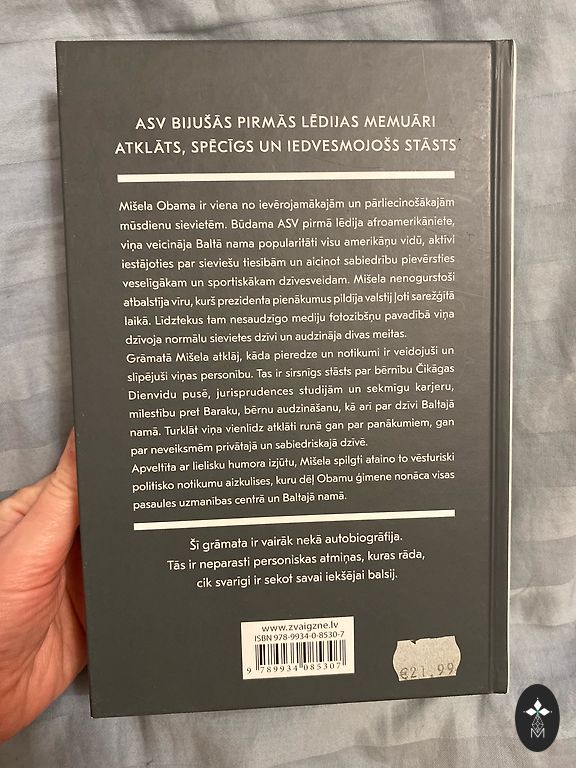 ASV BIJUŠĀS PIRMĀS LĒDIJAS MEMUĀRI
ATKLĀTS, SPĒCĪGS UN IEDVESMOJOŠS STĀSTS
Mišela Obama ir viena no ievērojamākajām un pārliecinošākajām
mūsdienu sievietēm. Būdama ASV pirmā lēdija afroamerikāniete,
viņa veicināja Baltā nama popularitāti visu amerikāņu vidū, aktīvi
iestājoties par sieviešu tiesībām un aicinot sabiedrību pievērsties
veselīgākam un sportiskākam dzīvesveidam. Mišela nenogurstoši
atbalstīja vīru, kurš prezidenta pienākumus pildīja valstij ļoti sarežģītā
laikā. Līdztekus tam nesaudzīgo mediju fotozibšņu pavadībā viņa
dzīvoja normālu sievietes dzīvi un audzināja divas meitas.
Grāmatā Mišela atklāj, kāda pieredze un notikumi ir veidojuši un
slīpējuši viņas personību. Tas ir sirsnīgs stāsts par bērnību Čikāgas
Dienvidu pusē, jurisprudences studijām un sekmīgu karjeru,
mīlestību pret Baraku, bērnu audzināšanu, kā arī par dzīvi Baltajā
namā. Turklāt viņa vienlīdz atklāti runā gan par panākumiem, gan
par neveiksmēm privātajā un sabiedriskajā dzīvē.
Apveltīta ar lielisku humora izjūtu, Mišela spilgti ataino to vēsturiski
politisko notikumu aizkulises, kuru dēļ Obamu ģimene nonāca visas
pasaules uzmanības centrā un Baltajā namā.
Šī grāmata ir vairāk nekā autobiogrāfija.
Tās ir neparasti personiskas atmiņas, kuras rāda,
cik svarīgi ir sekot savai iekšējai balsij.
www.zvaigzne.lv
ISBN 978-9934-0-8530-7
9 789934 085307
€21,99
M